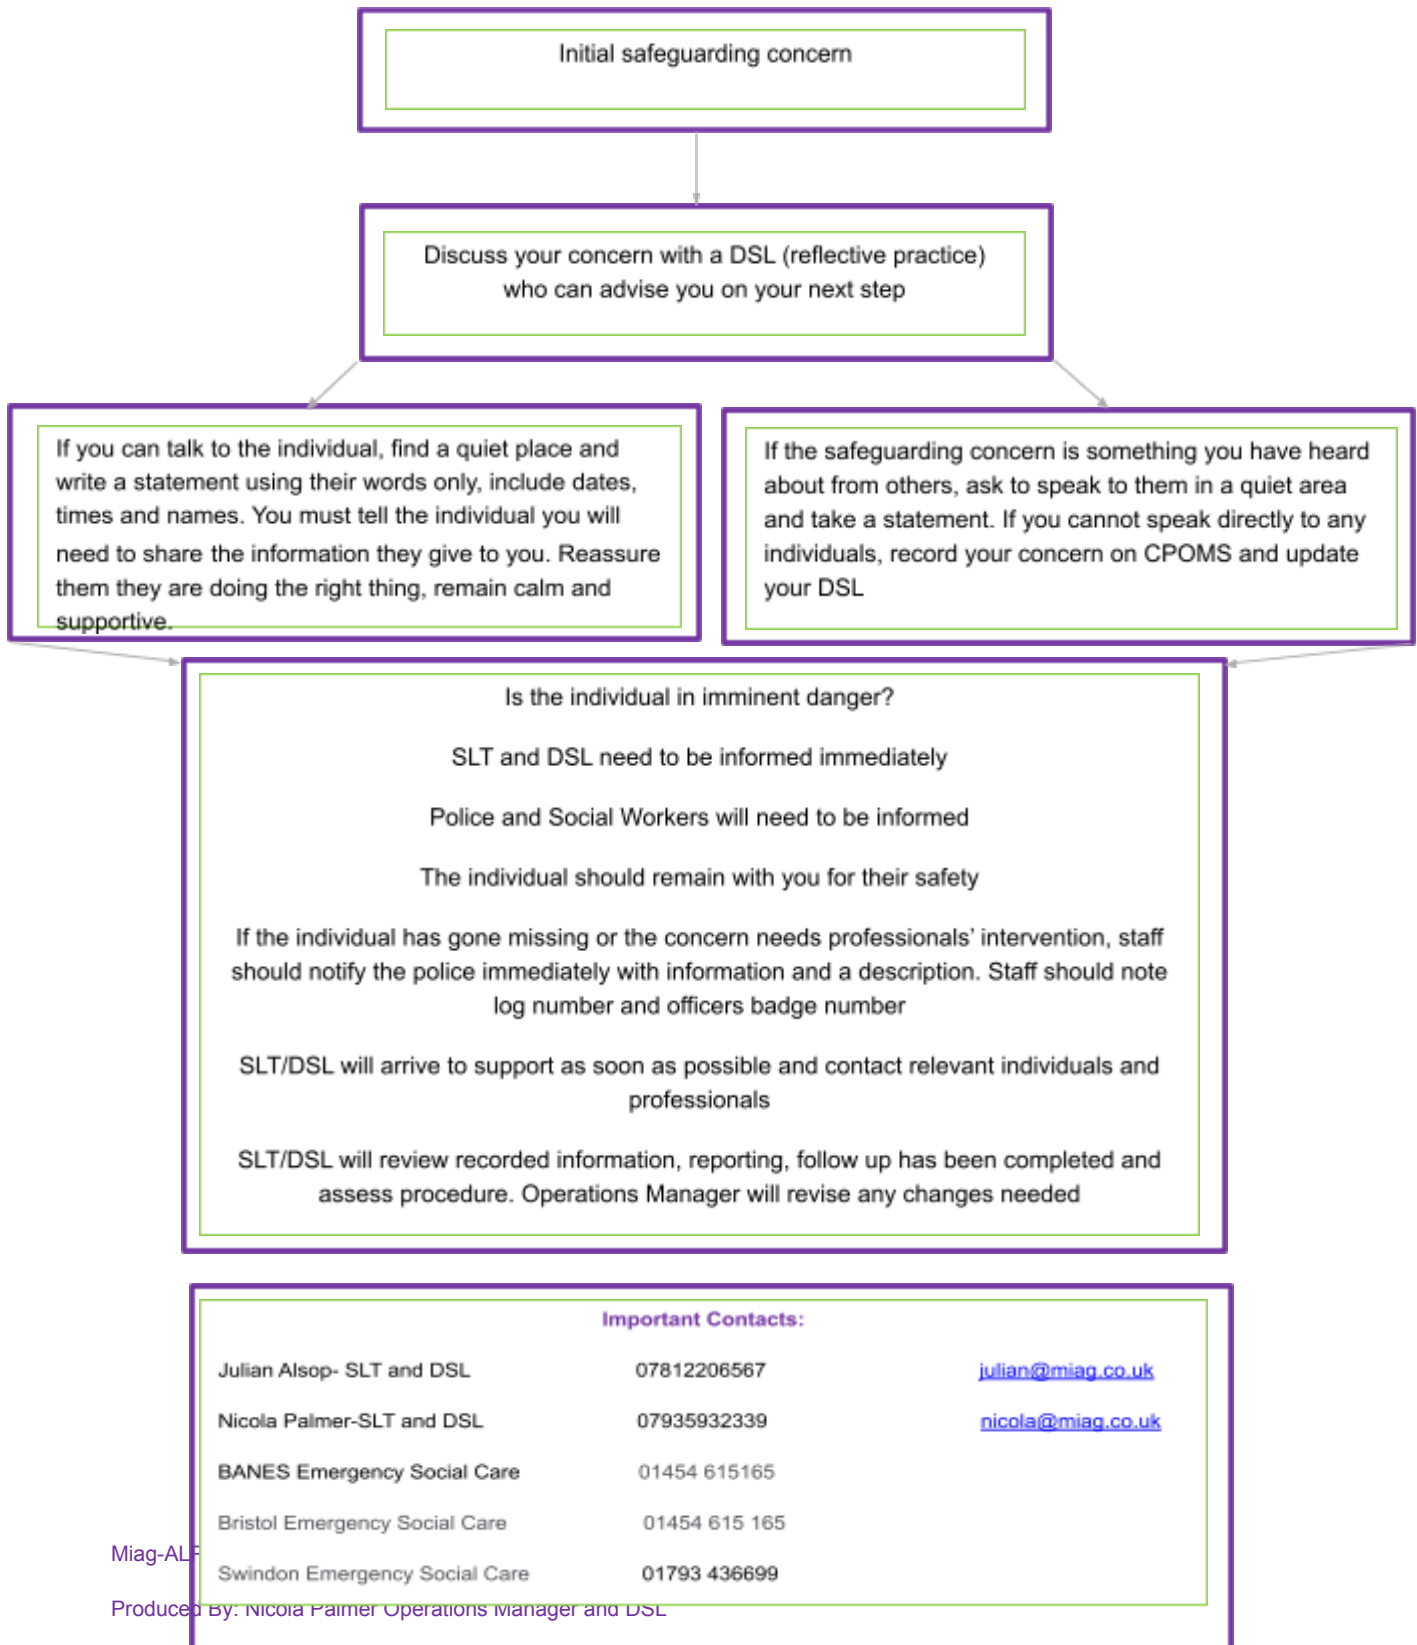 Initial safeguarding concern
Discuss your concern with a DSL (reflective practice)
who can advise you on your next step
If you can talk to the individual, find a quiet place and
write a statement using their words only, include dates,
times and names. You must tell the individual you will
need to share the information they give to you. Reassure
them they are doing the right thing, remain calm and
supportive.
If the safeguarding concern is something you have heard
about from others, ask to speak to them in a quiet area
and take a statement. If you cannot speak directly to any
individuals, record your concern on CPOMS and update
your DSL
Is the individual in imminent danger?
SLT and DSL need to be informed immediately
Police and Social Workers will need to be informed
The individual should remain with you for their safety
If the individual has gone missing or the concern needs professionals’ intervention, staff
should notify the police immediately with information and a description. Staff should note
log number and officers badge number
SLT/DSL will arrive to support as soon as possible and contact relevant individuals and
professionals
SLT/DSL will review recorded information, reporting, follow up has been completed and
assess procedure. Operations Manager will revise any changes needed
Important Contacts:
Julian Alsop- SLT and DSL 07812206567 julian@miag.co.uk
Nicola Palmer-SLT and DSL 07935932339 nicola@miag.co.uk
BANES Emergency Social Care 01454 615165
Bristol Emergency Social Care 01454 615 165
Swindon Emergency Social Care 01793 436699
Produced By: Nicola Palmer Operations Manager and DSL